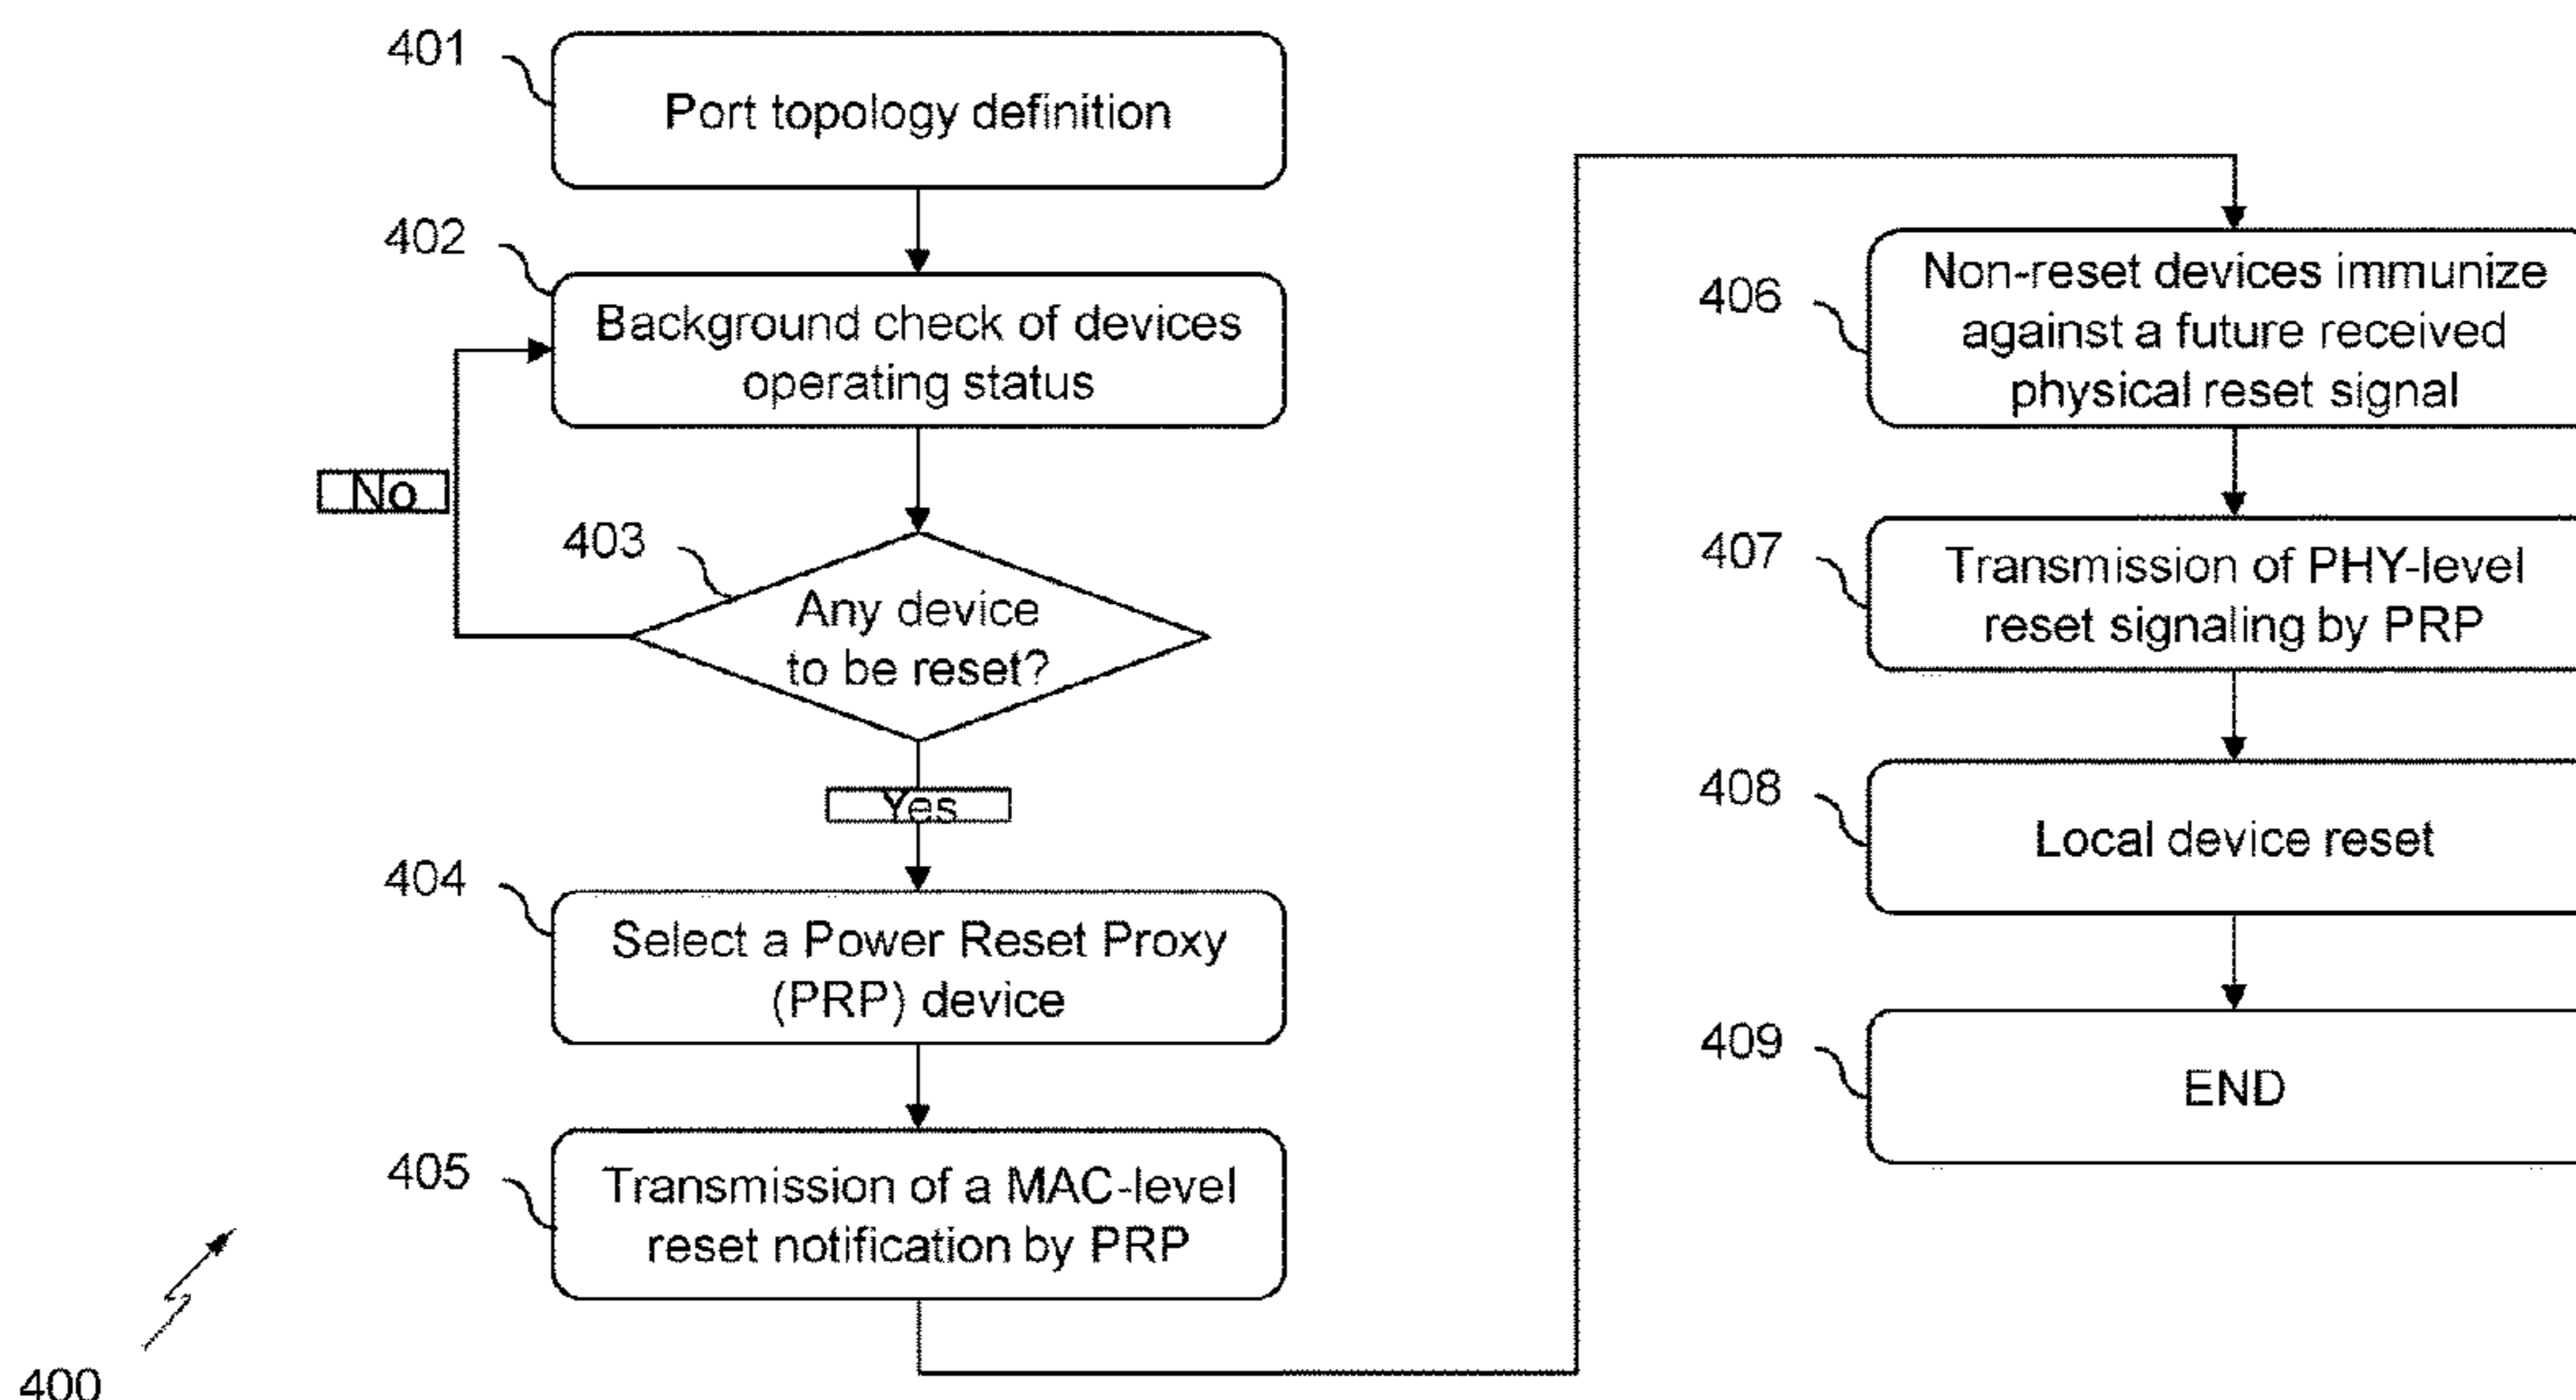 401
Port topology definition
402
Background check of devices
operating status
No
403
Any device
to be reset?
Yes
404
Select a Power Reset Proxy
(PRP) device
405
Transmission of a MAC-level
reset notification by PRP
400
406
Non-reset devices immunize
against a future received
physical reset signal
407
Transmission of PHY-level
reset signaling by PRP
408
Local device reset
409
END